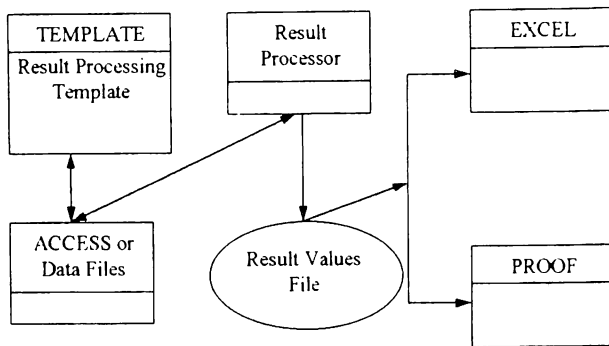 TEMPLATE
Result Processing
Template
Result
Processor
EXCEL
ACCESS or
Data Files
Result Values
File
PROOF